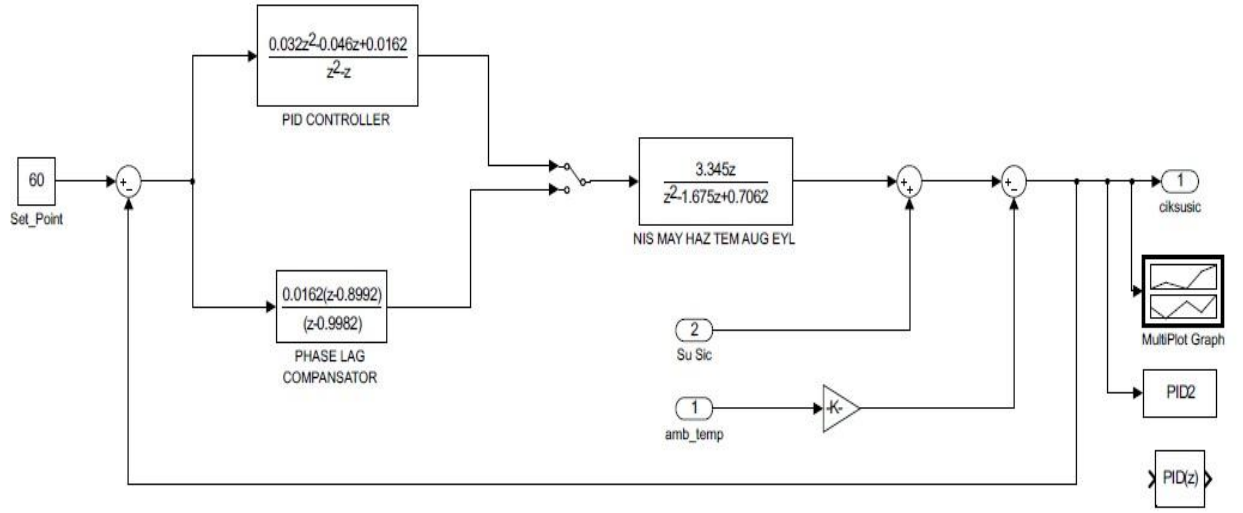 0.032z2-0.046z+0.0162
z2-z
PID CONTROLLER
60
Set_Point
+
-
3.345z
z2-1.675z+0.7062
NIS MAY HAZ TEM AUG EYL
+
+
+
-
1
ciksusic
0.0162(z-0.8992)
(z-0.9982)
PHASE LAG
COMPANSATOR
2
Su Sic
MultiPlot Graph
1
amb_temp
-K-
PID2
PID(z)